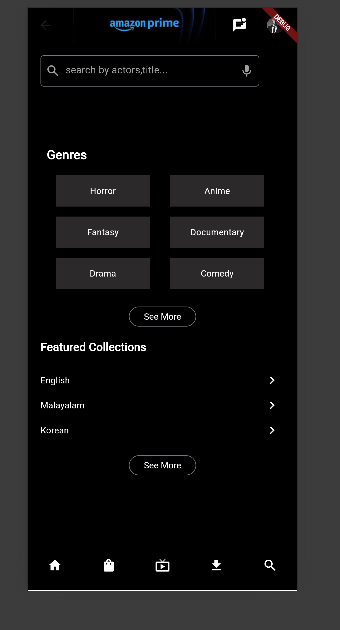 amazon prime
DEBUG
search by actors,title...
Genres
Horror Anime
Fantasy Documentary
Drama Comedy
See More
Featured Collections
English
Malayalam
Korean
See More